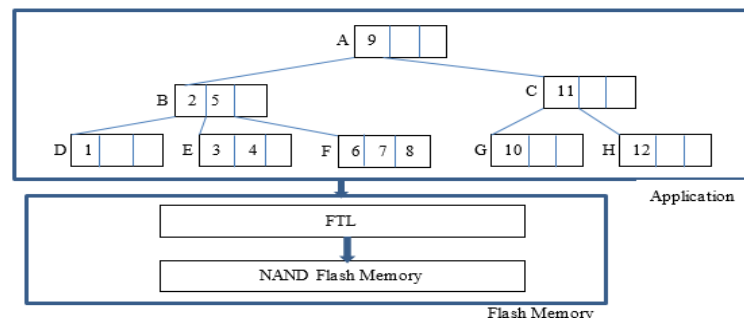 A 9
B 2 5
C 11
D 1
E 3 4
F 6 7 8
G 10
H 12
Application
FTL
NAND Flash Memory
Flash Memory